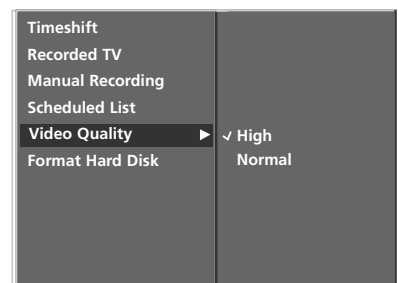 Timeshift
Recorded TV
Manual Recording
Scheduled List
Video Quality
Format Hard Disk
High
Normal